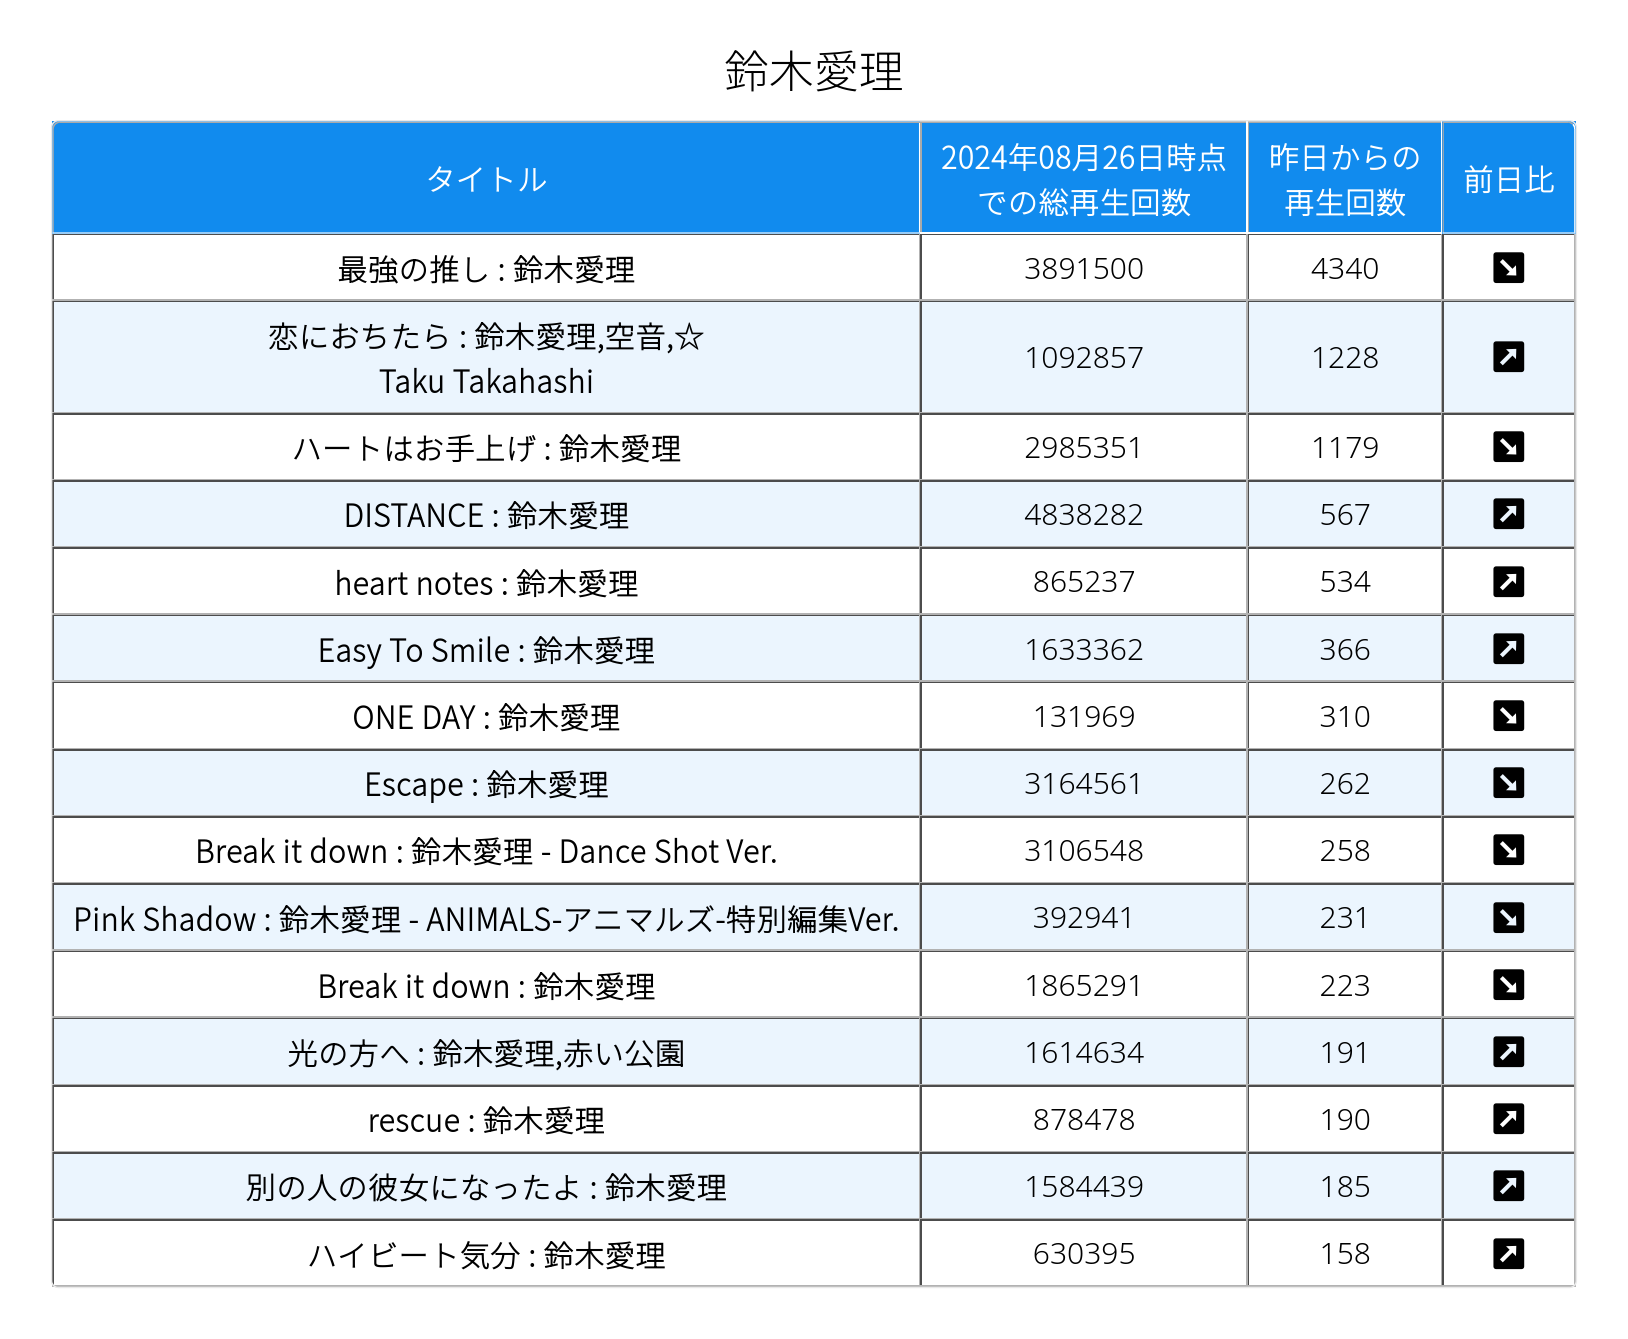 鈴木愛理
タイトル
2024年08月26日時点
での総再生回数
昨日からの
再生回数
前日比
最強の推し : 鈴木愛理 3891500 4340
恋におちたら : 鈴木愛理,空音,☆
Taku Takahashi 1092857 1228
ハートはお手上げ : 鈴木愛理 2985351 1179
DISTANCE : 鈴木愛理 4838282 567
heart notes : 鈴木愛理 865237 534
Easy To Smile : 鈴木愛理 1633362 366
ONE DAY : 鈴木愛理 131969 310
Escape : 鈴木愛理 3164561 262
Break it down : 鈴木愛理 - Dance Shot Ver. 3106548 258
Pink Shadow : 鈴木愛理 - ANIMALS-アニマルズ-特別編集Ver. 392941 231
Break it down : 鈴木愛理 1865291 223
光の方へ : 鈴木愛理,赤い公園 1614634 191
rescue : 鈴木愛理 878478 190
別の人の彼女になったよ : 鈴木愛理 1584439 185
ハイビート気分 : 鈴木愛理 630395 158